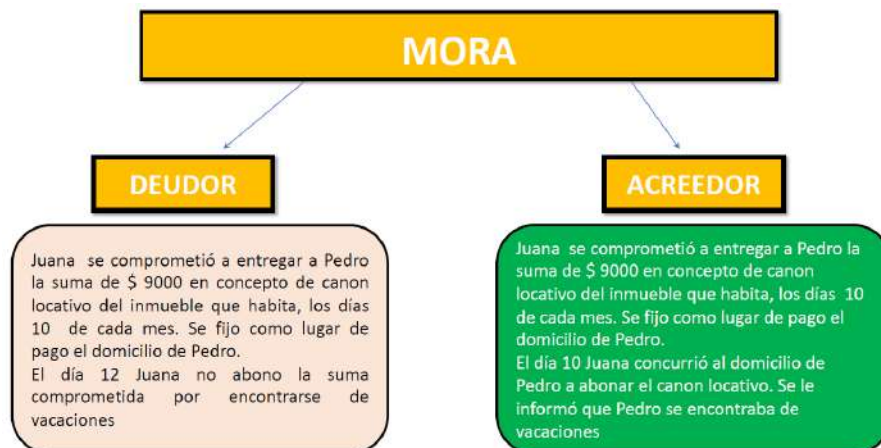 MORA
DEUDOR
ACREEDOR
Juana se comprometió a entregar a Pedro
la suma de $ 9000 en concepto de canon
locativo del inmueble que habita, los días
10 de cada mes. Se fijo como lugar de
pago el domicilio de Pedro.
El día 12 Juana no abono la suma
comprometida por encontrarse de
vacaciones
Juana se comprometió a entregar a Pedro la
suma de $ 9000 en concepto de canon
locativo del inmueble que habita, los días 10
de cada mes. Se fijo como lugar de pago el
domicilio de Pedro.
El día 10 Juana concurrió al domicilio de
Pedro a abonar el canon locativo. Se le
informó que Pedro se encontraba de
vacaciones